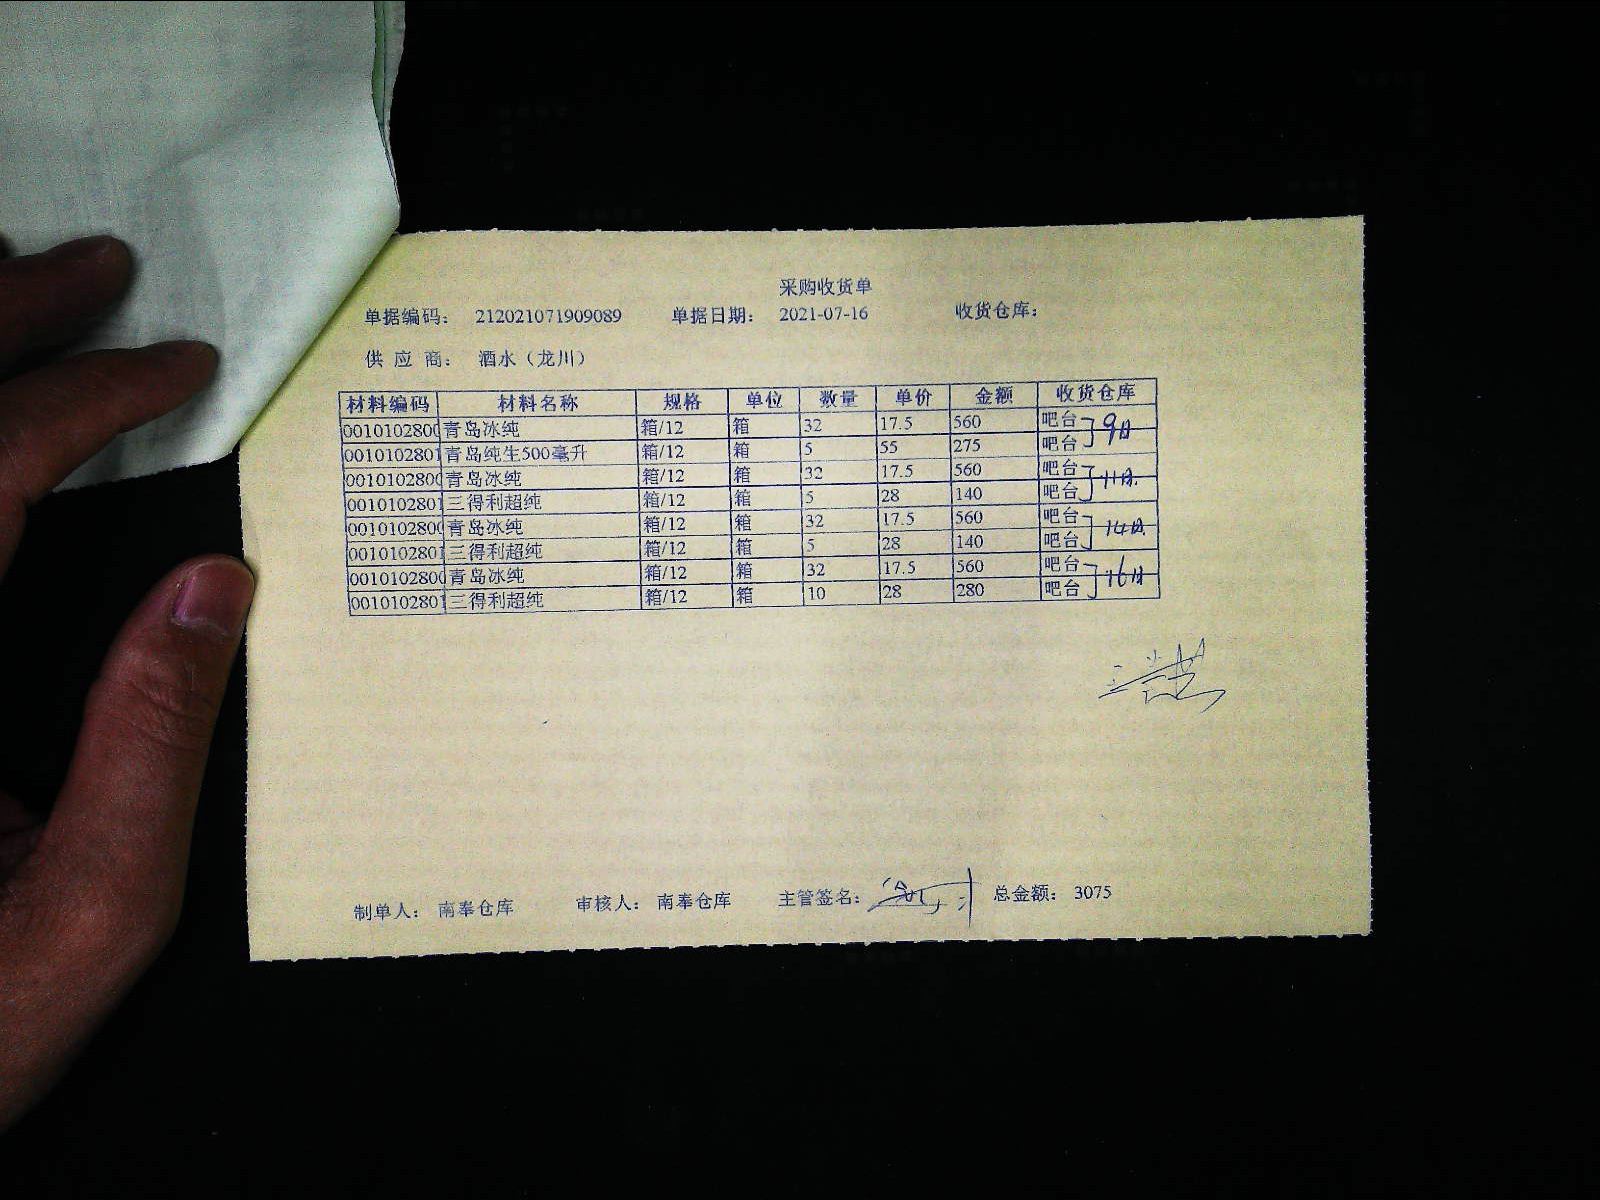 采购收货单
单据编码： 212021071909089 单据日期： 2021-07-16 收货仓库：
供 应 商： 酒水（龙川）
材料编码 材料名称 规格 单位 数量 单价 金额 收货仓库
0010102800 青岛冰纯 箱/12 箱 32 17.5 560 吧台 9日
001010280 青岛纯生500毫升 箱/12 箱 5 55 275 吧台
0010102800 青岛冰纯 箱/12 箱 32 17.5 560 吧台 11日
001010280 三得利超纯 箱/12 箱 5 28 140 吧台
0010102800 青岛冰纯 箱/12 箱 32 17.5 560 吧台 14日
001010280 三得利超纯 箱/12 箱 5 28 140 吧台
0010102800 青岛冰纯 箱/12 箱 32 17.5 560 吧台 16日
001010280 三得利超纯 箱/12 箱 10 28 280 吧台
制单人： 南奉仓库 审核人： 南奉仓库 主管签名： 总金额： 3075